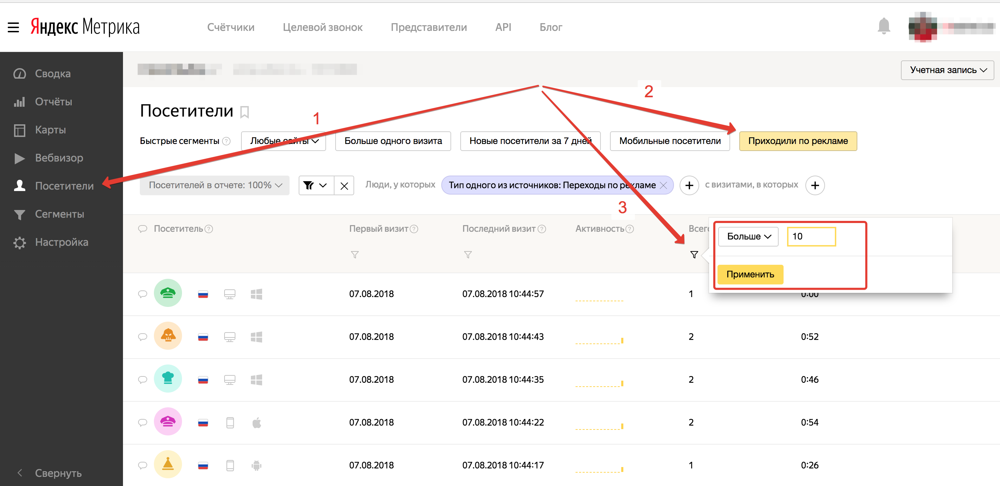 Яндекс Метрика
Счётчики
Целевой звонок
Представители
API
Блог
Сводка
Отчёты
Карты
Вебвизор
Посетители
Сегменты
Настройка
Свернуть
Учетная запись
Посетители
1
2
Быстрые сегменты ?
Любые сайты
Больше одного визита
Новые посетители за 7 дней
Мобильные посетители
Приходили по рекламе
Посетителей в отчете: 100%
Люди, у которых
Тип одного из источников: Переходы по рекламе
+
с визитами, в которых
+
3
Посетитель ?
Первый визит ?
Последний визит ?
Активность ?
Больше
10
Применить
07.08.2018 07.08.2018 10:44:57 1 0:00
07.08.2018 07.08.2018 10:44:43 2 0:52
07.08.2018 07.08.2018 10:44:35 2 0:46
07.08.2018 07.08.2018 10:44:22 2 0:54
07.08.2018 07.08.2018 10:44:17 1 0:26